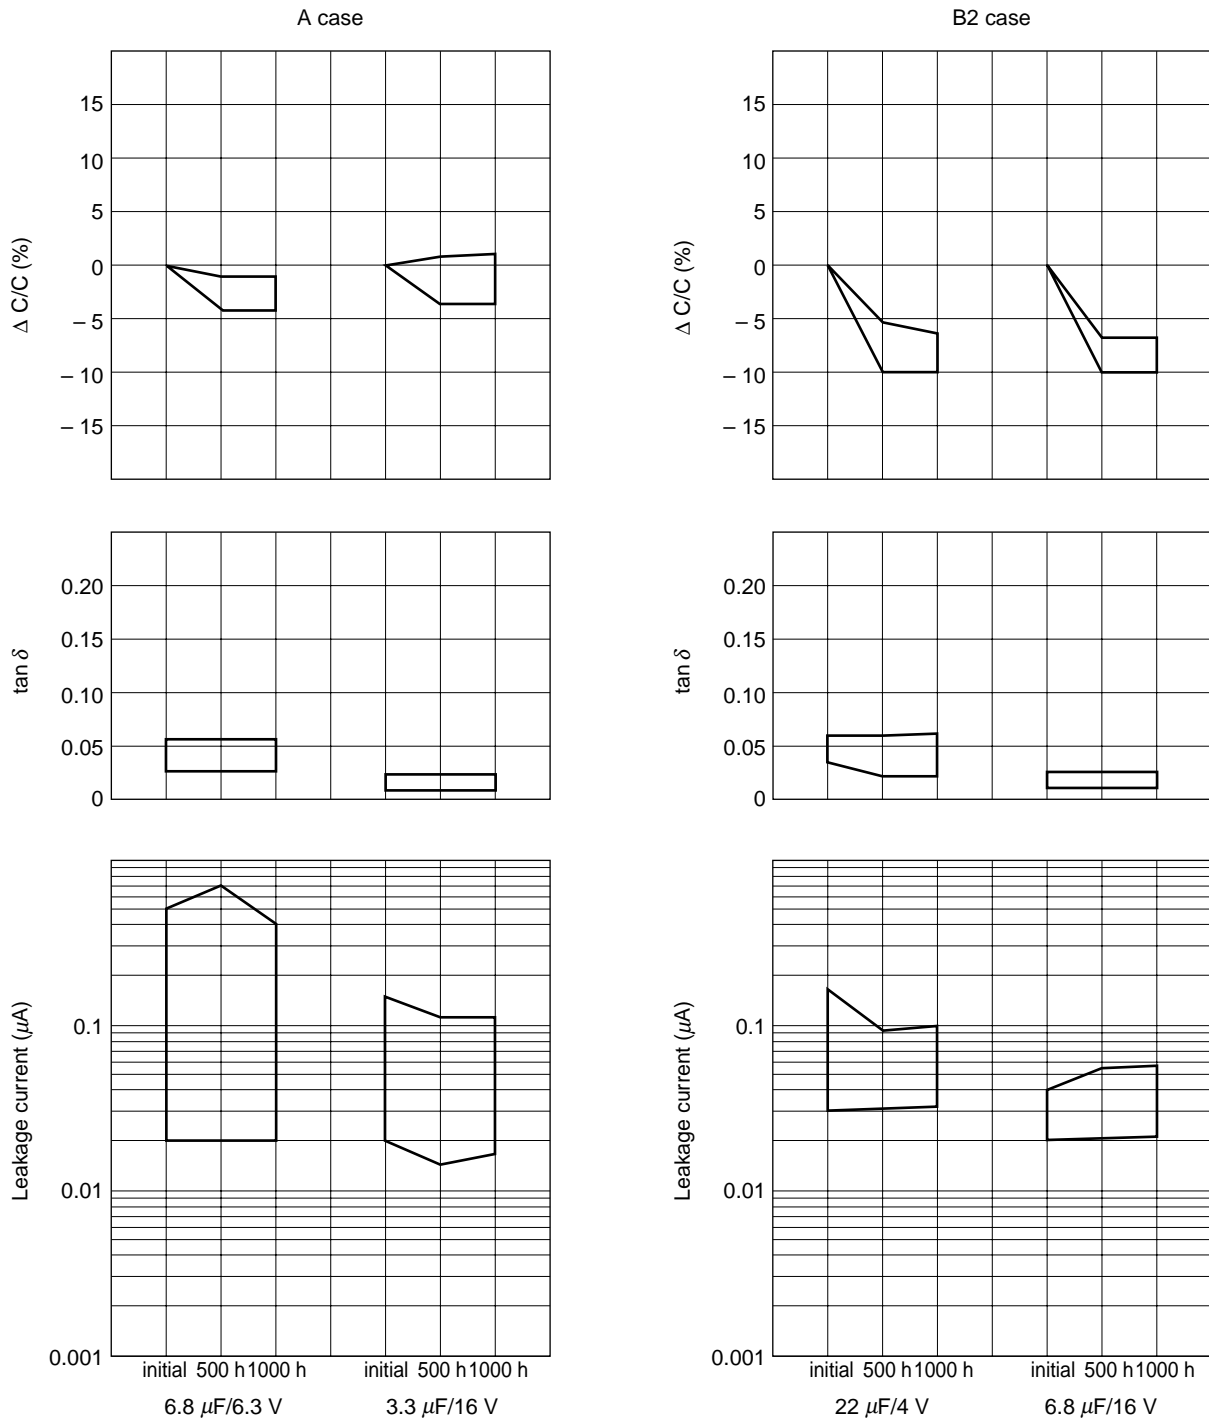 A case
B2 case
15
10
5
0
– 5
– 10
– 15
Δ C/C (%)
15
10
5
0
– 5
– 10
– 15
Δ C/C (%)
0.20
0.15
0.10
0.05
0
tan δ
0.20
0.15
0.10
0.05
0
tan δ
0.1
0.01
0.001
Leakage current (μA)
initial 500 h 1000 h
initial 500 h 1000 h
6.8 μF/6.3 V
3.3 μF/16 V
0.1
0.01
0.001
Leakage current (μA)
initial 500 h 1000 h
initial 500 h 1000 h
22 μF/4 V
6.8 μF/16 V